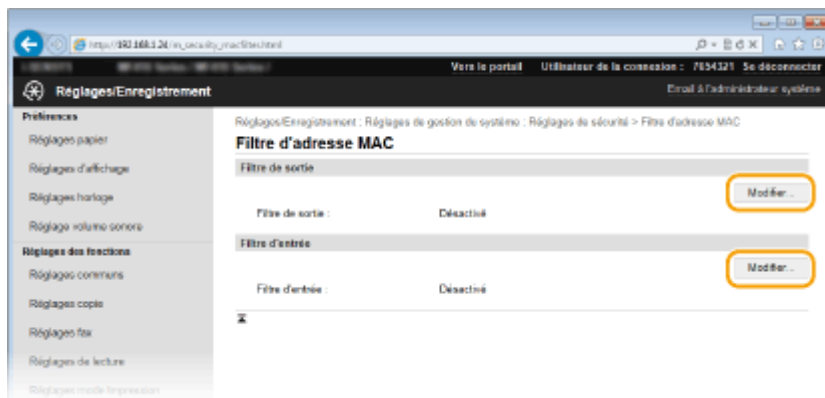 http://192.168.1.24/m_security_macfilter.html
Vers le portail Utilisateur de la connexion : 7654321 Se déconnecter
Réglages/Enregistrement
Email à l'administrateur système
Préférences
Réglages papier
Réglages d'affichage
Réglages horloge
Réglage volume sonore
Réglages des fonctions
Réglages communs
Réglages copie
Réglages fax
Réglages de lecture
Réglages mode Impression
Réglages/Enregistrement : Réglages de gestion de système : Réglages de sécurité > Filtre d'adresse MAC
Filtre d'adresse MAC
Filtre de sortie
Modifier...
Filtre de sortie : Désactivé
Filtre d'entrée
Modifier...
Filtre d'entrée : Désactivé